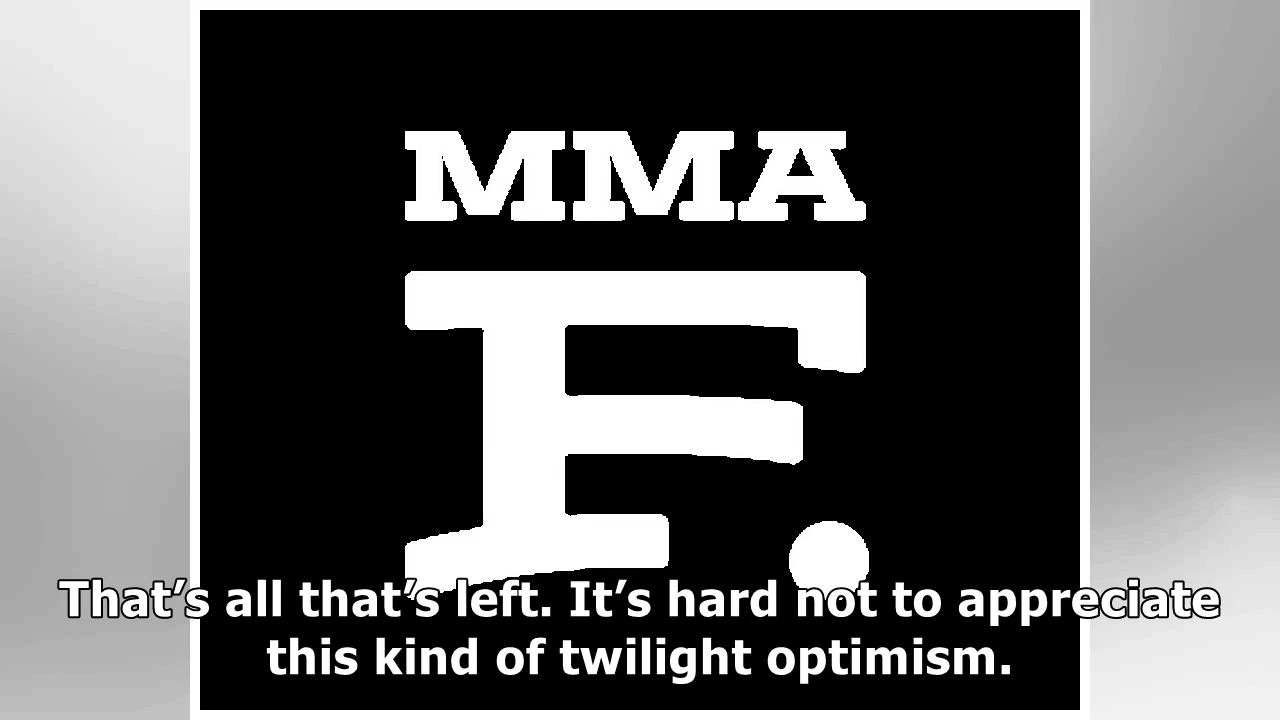 MMA
F.
That’s all that’s left. It’s hard not to appreciate
this kind of twilight optimism.